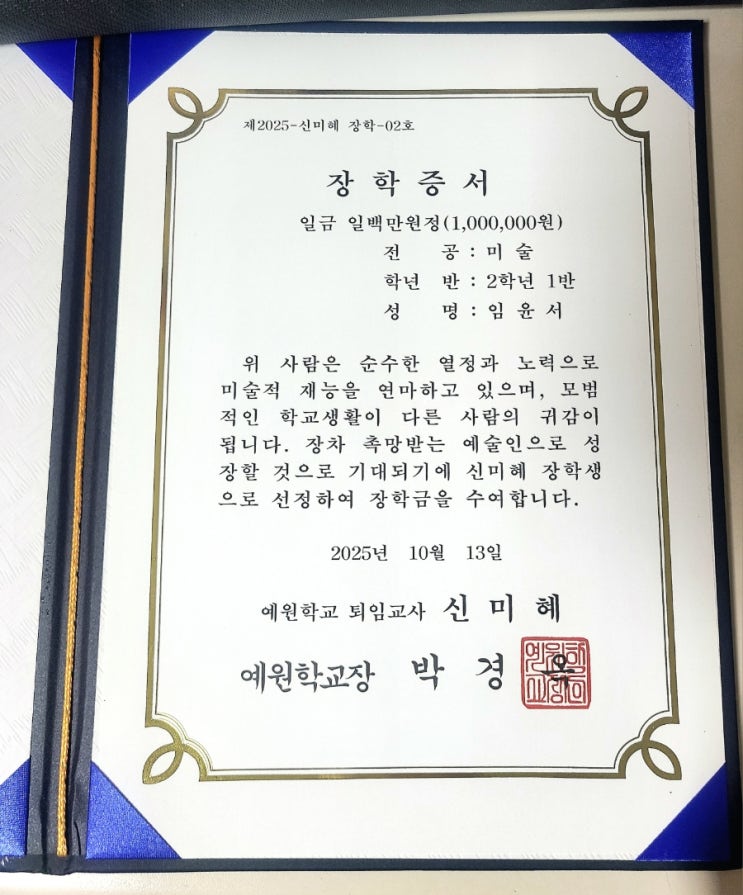 제2025-신미혜 장학-02호
장 학 증 서
일금 일백만원정(1,000,000원)
전 공 : 미 술
학년 반 : 2학년 1반
성 명 : 임 윤 서
위 사람은 순수한 열정과 노력으로
미술적 재능을 연마하고 있으며, 모범
적인 학교생활이 다른 사람의 귀감이
됩니다. 장차 촉망받는 예술인으로 성
장할 것으로 기대되기에 신미혜 장학생
으로 선정하여 장학금을 수여합니다.
2025년 10월 13일
예원학교 퇴임교사 신 미 혜
예원학교장 박 경 옥